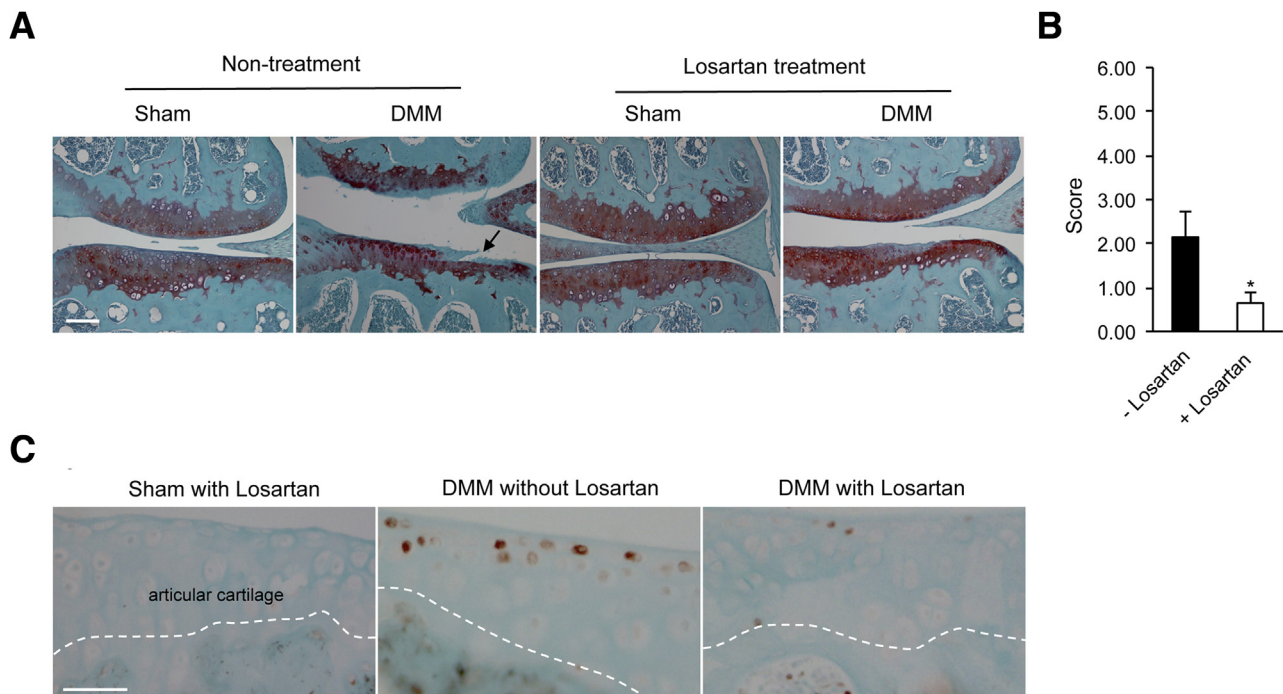 A
Non-treatment
Losartan treatment
Sham
DMM
Sham
DMM
B
6.00
5.00
4.00
3.00
2.00
1.00
0.00
Score
*
- Losartan
+ Losartan
C
Sham with Losartan
DMM without Losartan
DMM with Losartan
articular cartilage